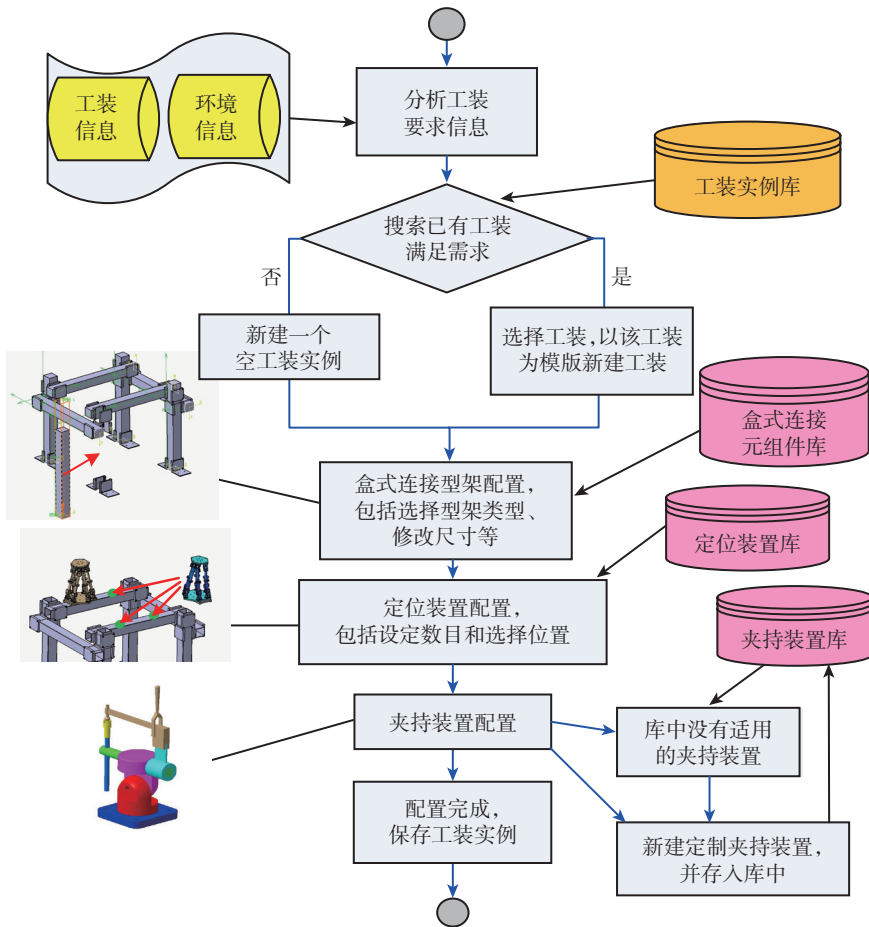 工装
信息
环境
信息
分析工装
要求信息
工装实例库
搜索已有工装
满足需求
否
是
新建一个
空工装实例
选择工装，以该工装
为模版新建工装
盒式连接
元组件库
盒式连接型架配置，
包括选择型架类型、
修改尺寸等
定位装置库
定位装置配置，
包括设定数目和选择位置
夹持装置库
夹持装置配置
库中没有适用
的夹持装置
配置完成，
保存工装实例
新建定制夹持装置，
并存入库中